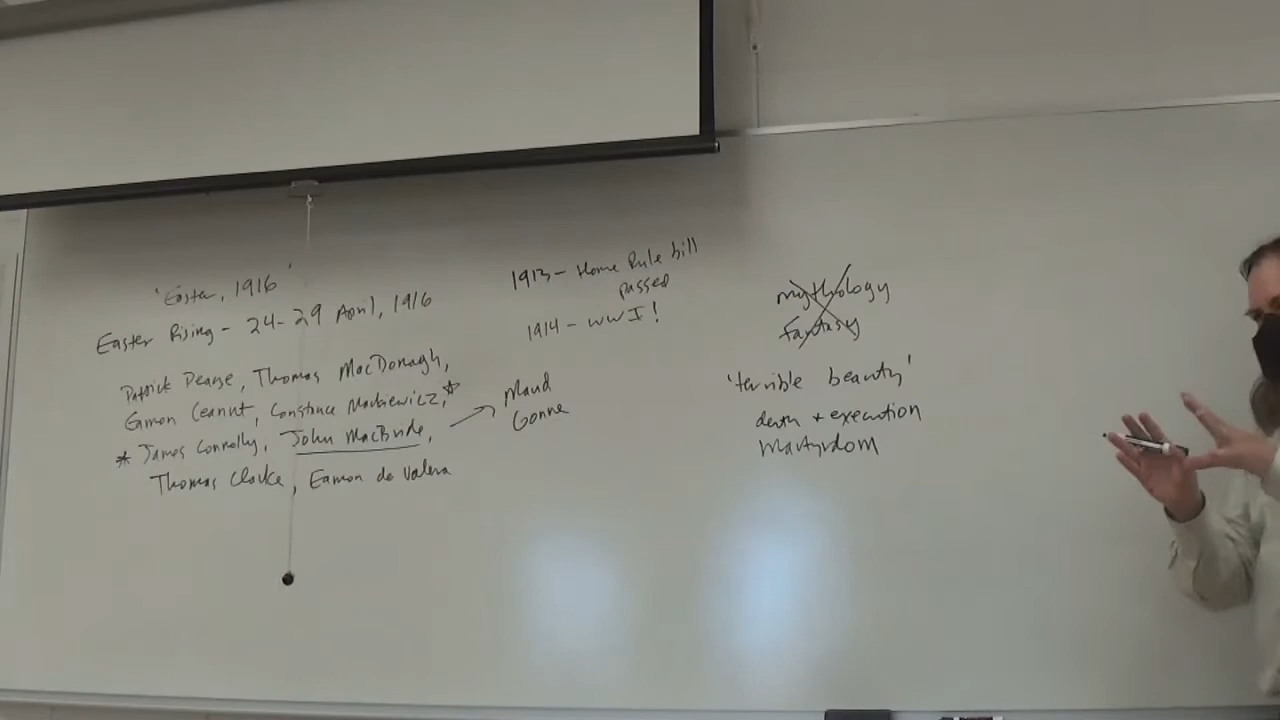 'Easter, 1916'
Easter Rising - 24-29 April, 1916
Patrick Pearse, Thomas MacDonagh,
Eamon Ceannt, Constance Markiewicz,*
* James Connolly, John MacBride,
Thomas Clarke, Eamon de Valera
→ Maud
Gonne
1913 - Home Rule bill
passed
1914 - WWI!
mythology
fantasy
'terrible beauty'
death + execution
Martyrdom